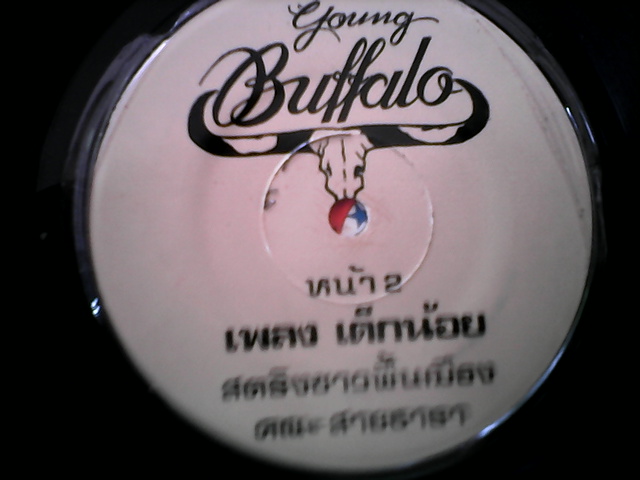 Young
Buffalo
หน้า 2
เพลง เด็กน้อย
สตริงชาวพื้นเมือง
คณะ สายธารา